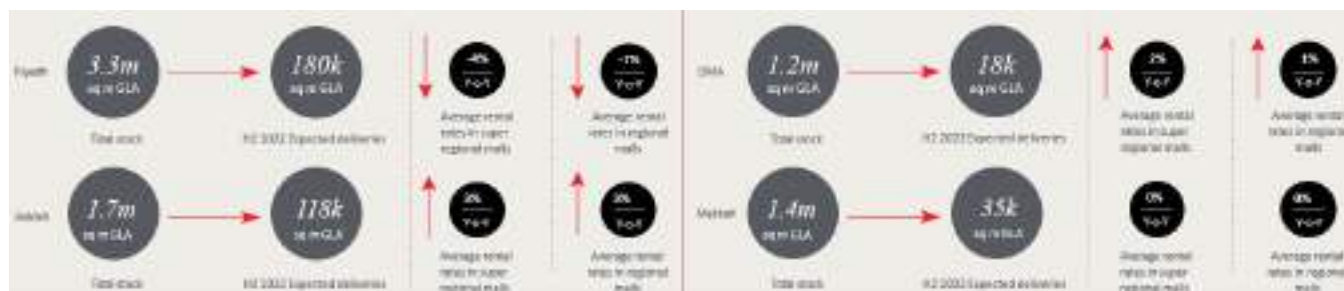 Riyadh
3.3m
sq m GLA
Total stock
180k
sq m GLA
H2 2022 Expected deliveries
-4%
Y-o-Y
Average rental
rates in super
regional malls
-1%
Y-o-Y
Average rental
rates in regional
malls
Jeddah
1.7m
sq m GLA
Total stock
118k
sq m GLA
H2 2022 Expected deliveries
3%
Y-o-Y
Average rental
rates in super
regional malls
3%
Y-o-Y
Average rental
rates in regional
malls
DMA
1.2m
sq m GLA
Total stock
18k
sq m GLA
H2 2022 Expected deliveries
2%
Y-o-Y
Average rental
rates in super
regional malls
1%
Y-o-Y
Average rental
rates in regional
malls
Makkah
1.4m
sq m GLA
Total stock
35k
sq m GLA
H2 2022 Expected deliveries
0%
Y-o-Y
Average rental
rates in super
regional malls
0%
Y-o-Y
Average rental
rates in regional
malls